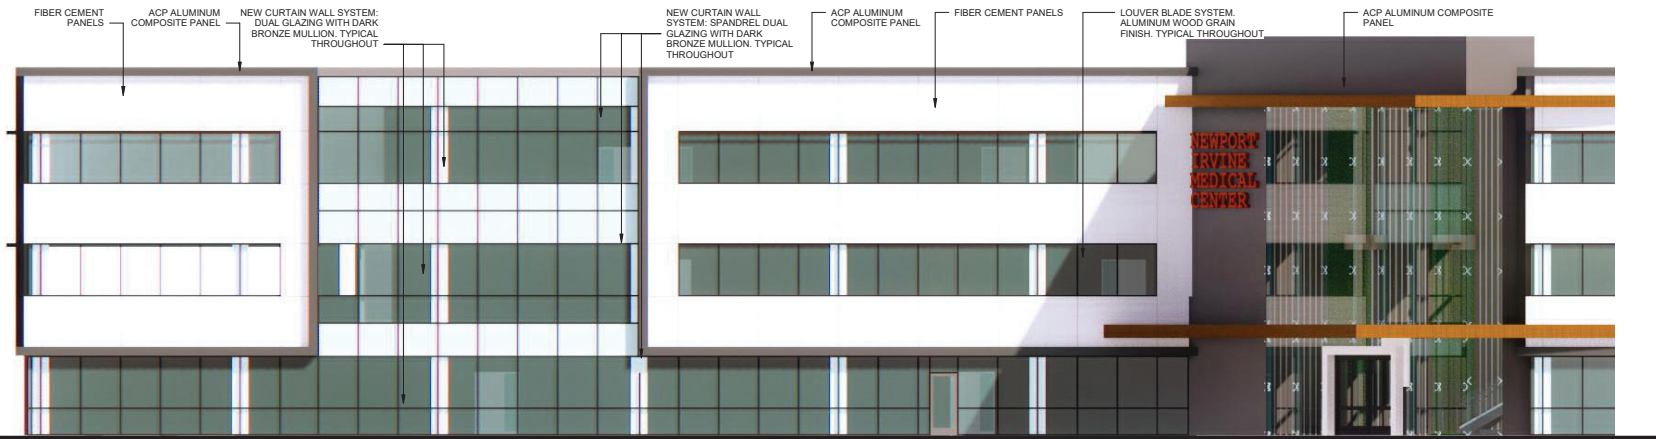 FIBER CEMENT
PANELS
ACP ALUMINUM
COMPOSITE PANEL
NEW CURTAIN WALL SYSTEM:
DUAL GLAZING WITH DARK
BRONZE MULLION. TYPICAL
THROUGHOUT
NEW CURTAIN WALL
SYSTEM: SPANDREL DUAL
GLAZING WITH DARK
BRONZE MULLION. TYPICAL
THROUGHOUT
ACP ALUMINUM
COMPOSITE PANEL
FIBER CEMENT PANELS
LOUVER BLADE SYSTEM.
ALUMINUM WOOD GRAIN
FINISH. TYPICAL THROUGHOUT
ACP ALUMINUM COMPOSITE
PANEL
NEWPORT
IRVINE
MEDICAL
CENTER